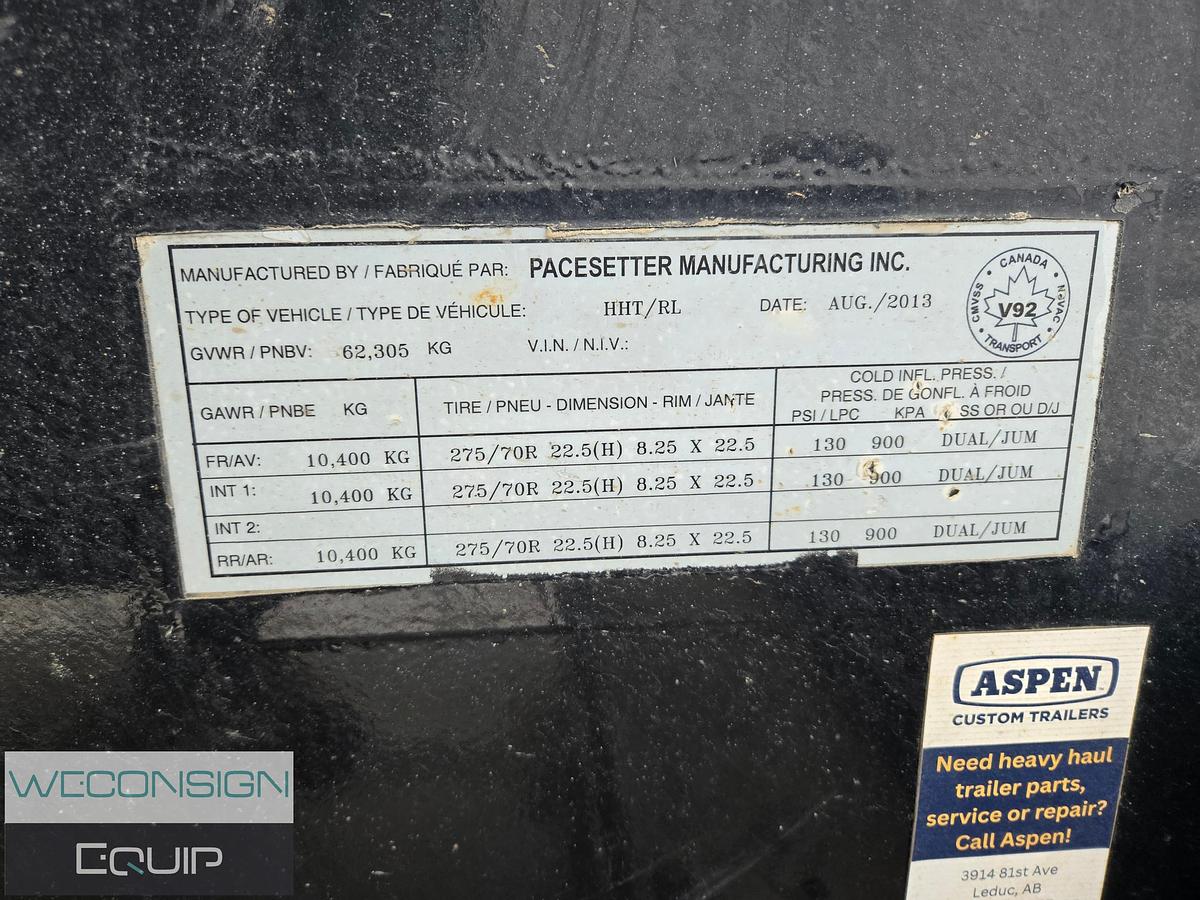 MANUFACTURED BY / FABRIQUÉ PAR: PACESETTER MANUFACTURING INC.
TYPE OF VEHICLE / TYPE DE VÉHICULE: HHT/RL DATE: AUG./2013
GVWR / PNBV: 62,305 KG V.I.N. / N.I.V.:
CANADA
CMVSS V92 NSVAC
TRANSPORT
GAWR / PNBE KG TIRE / PNEU - DIMENSION - RIM / JANTE
COLD INFL. PRESS. /
PRESS. DE GONFL. À FROID
PSI / LPC KPA SS OR OU D/J
FR/AV: 10,400 KG 275/70R 22.5(H) 8.25 X 22.5 130 900 DUAL/JUM
INT 1: 10,400 KG 275/70R 22.5(H) 8.25 X 22.5 130 900 DUAL/JUM
INT 2:
RR/AR: 10,400 KG 275/70R 22.5(H) 8.25 X 22.5 130 900 DUAL/JUM
ASPEN
CUSTOM TRAILERS
Need heavy haul
trailer parts,
service or repair?
Call Aspen!
3914 81st Ave
Leduc, AB
WECONSIGN
EQUIP